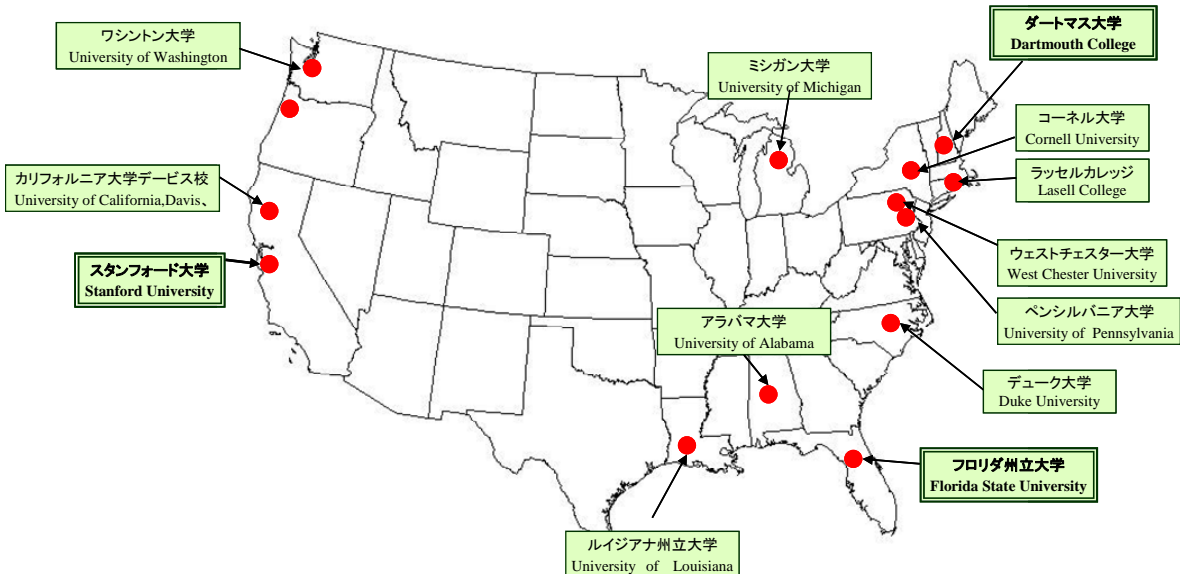 ワシントン大学
University of Washington
ダートマス大学
Dartmouth College
ミシガン大学
University of Michigan
コーネル大学
Cornell University
ラッセルカレッジ
Lasell College
カリフォルニア大学デービス校
University of California,Davis、
ウェストチェスター大学
West Chester University
スタンフォード大学
Stanford University
ペンシルバニア大学
University of Pennsylvania
アラバマ大学
University of Alabama
デューク大学
Duke University
フロリダ州立大学
Florida State University
ルイジアナ州立大学
University of Louisiana